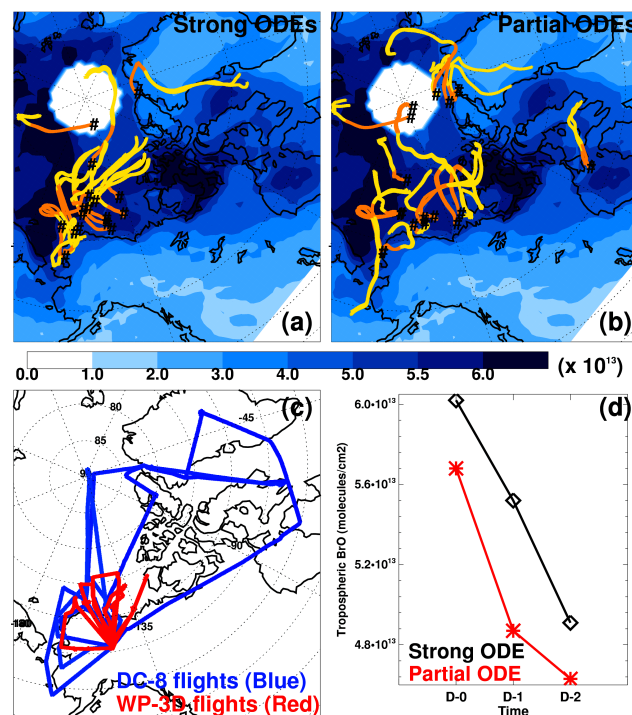 Strong ODEs
Partial ODEs
(a)
(b)
0.0 1.0 2.0 3.0 4.0 5.0 5.5 6.0 (x 10¹³)
(c)
80
-45
85
-90
-135
DC-8 flights (Blue)
WP-3D flights (Red)
(d)
6.0•10¹³
5.6•10¹³
5.2•10¹³
4.8•10¹³
Tropospheric BrO (molecules/cm2)
Strong ODE
Partial ODE
D-0 D-1 D-2
Time